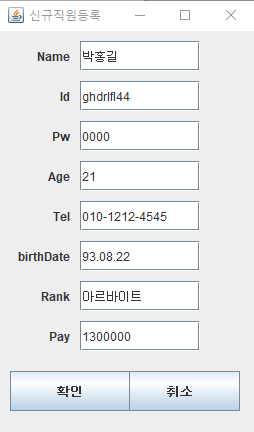 신규직원등록
Name 박홍길
Id ghdrlfl44
Pw 0000
Age 21
Tel 010-1212-4545
birthDate 93.08.22
Rank 아르바이트
Pay 1300000
확인 취소